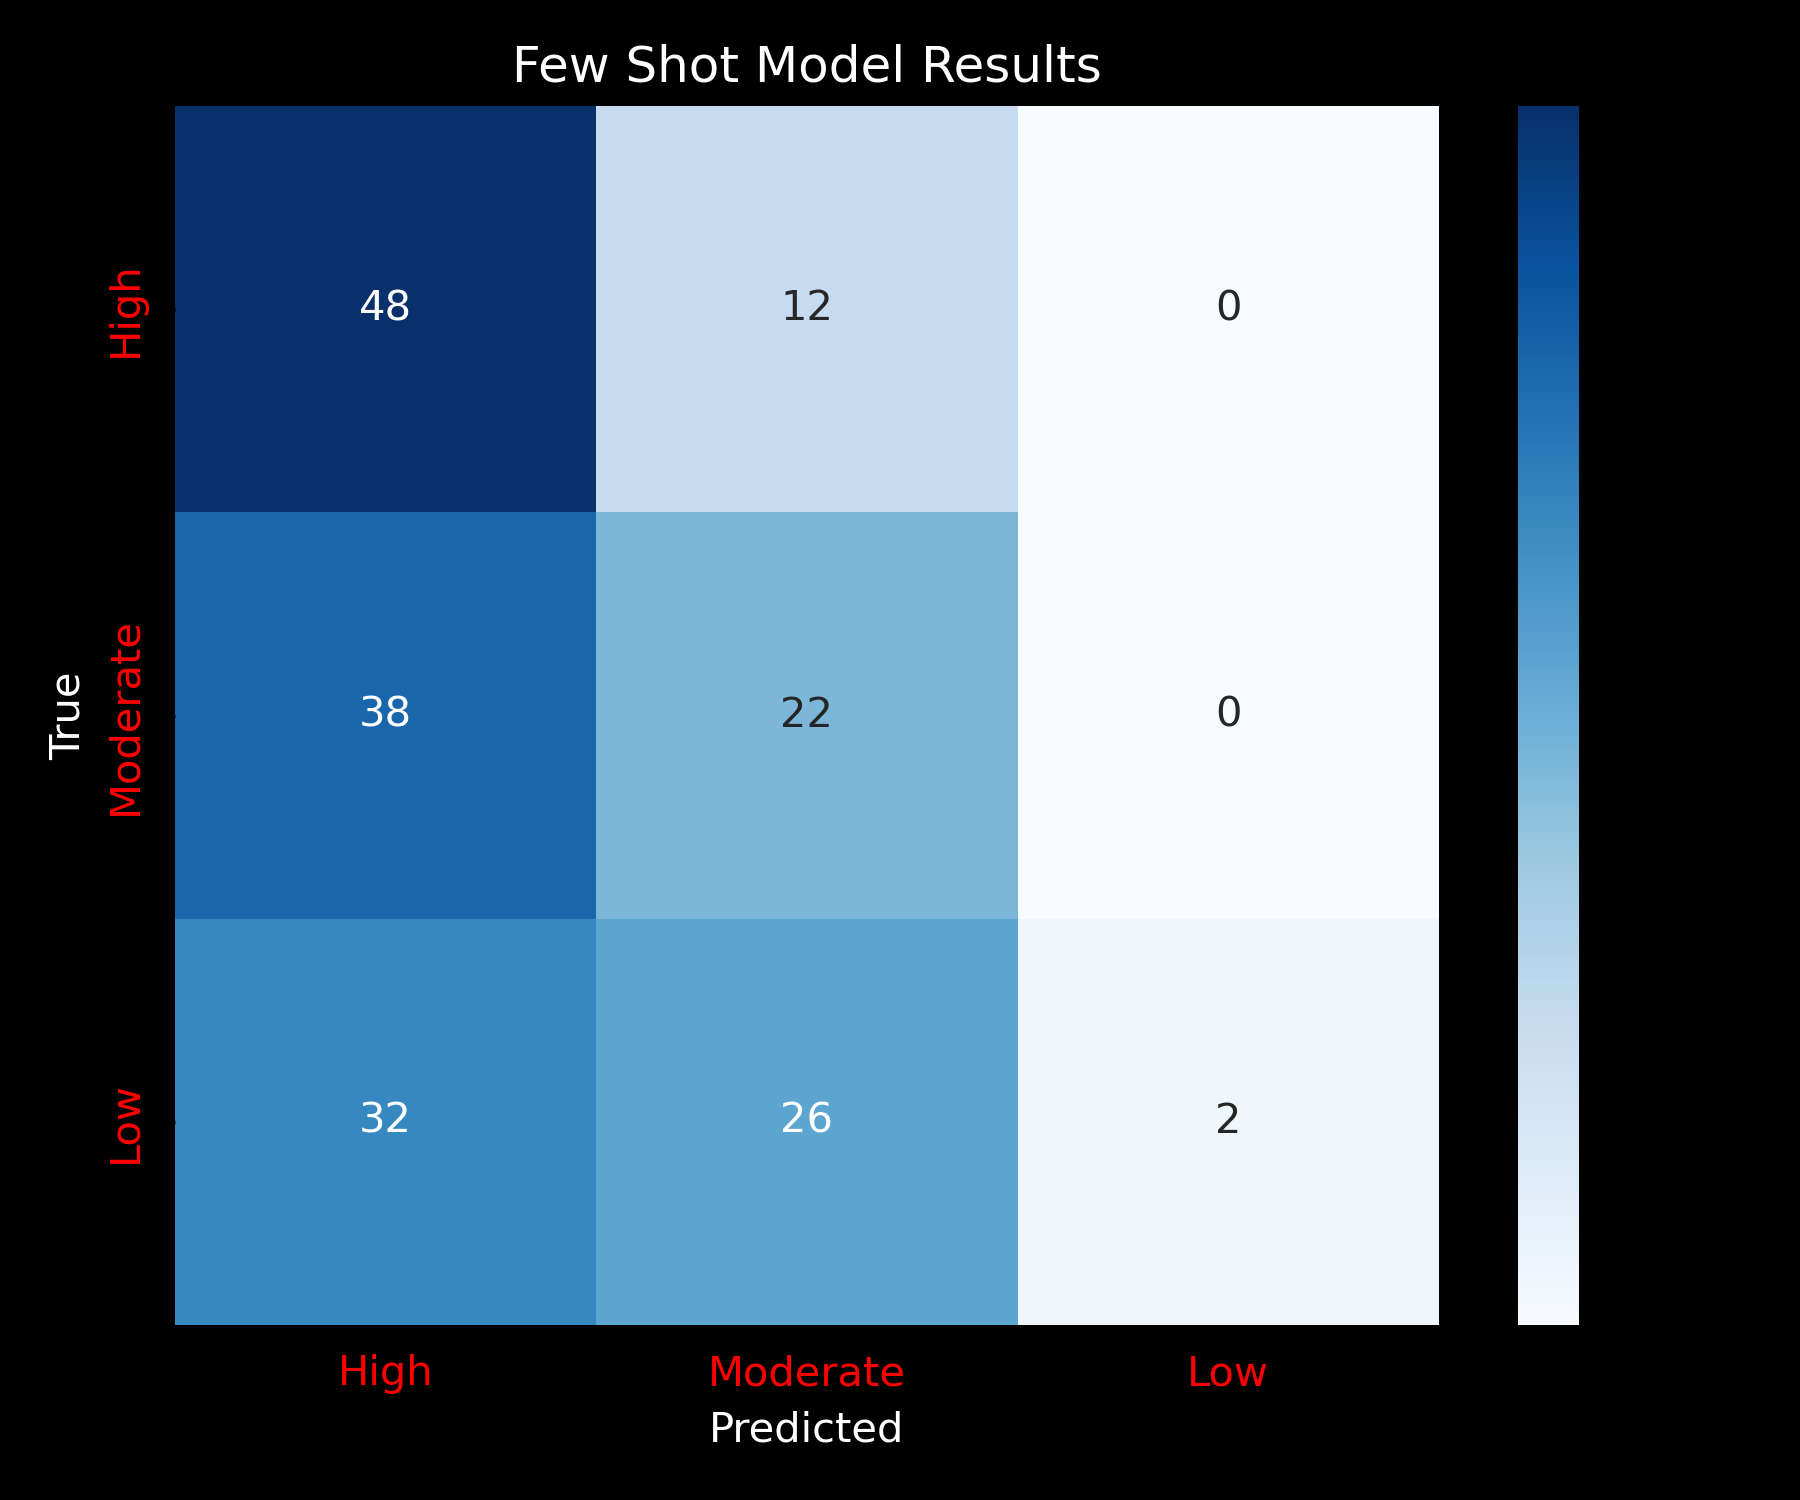 Few Shot Model Results
True
High
48 12 0
Moderate
38 22 0
Low
32 26 2
High Moderate Low
Predicted